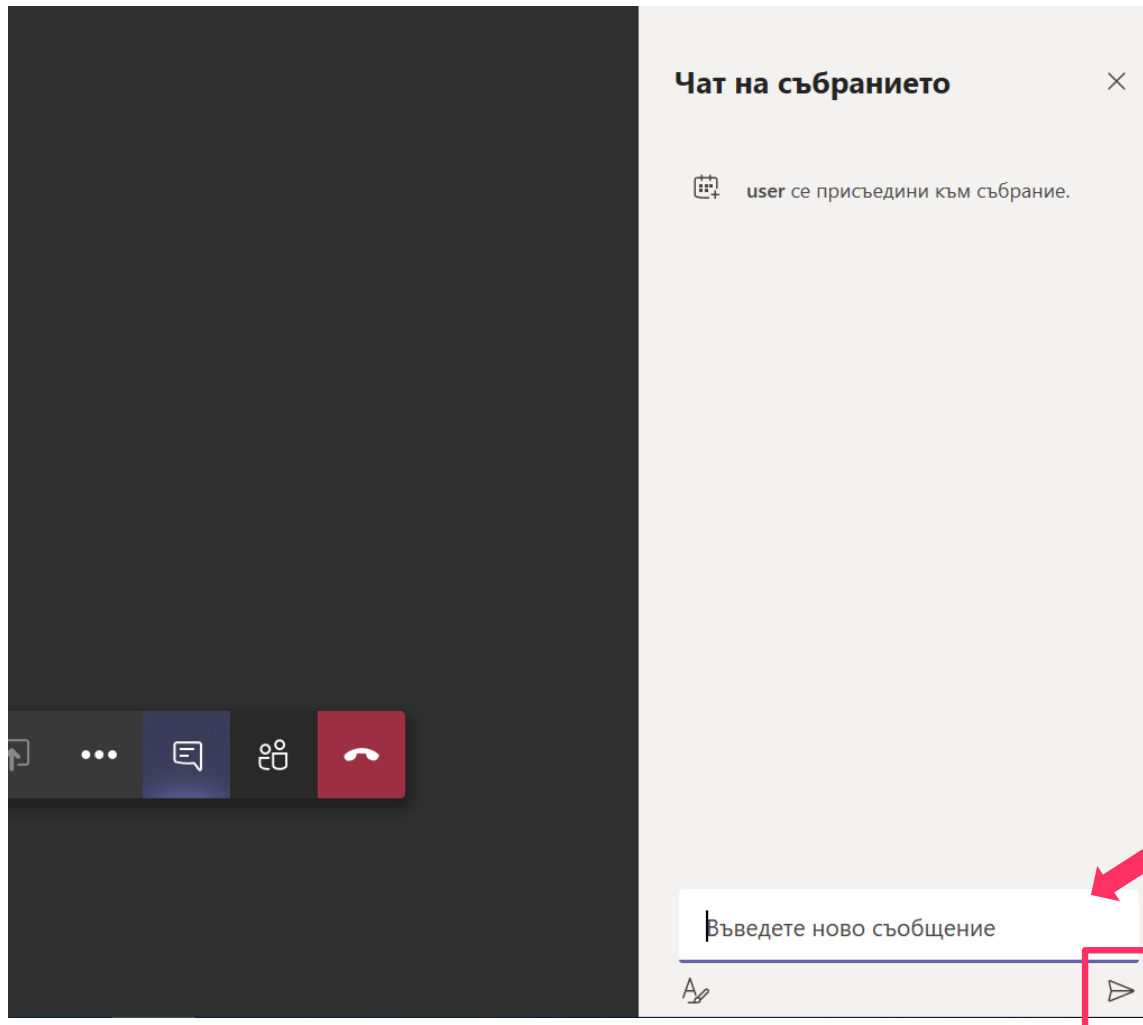 Чат на събранието
user се присъедини към събрание.
Въведете ново съобщение